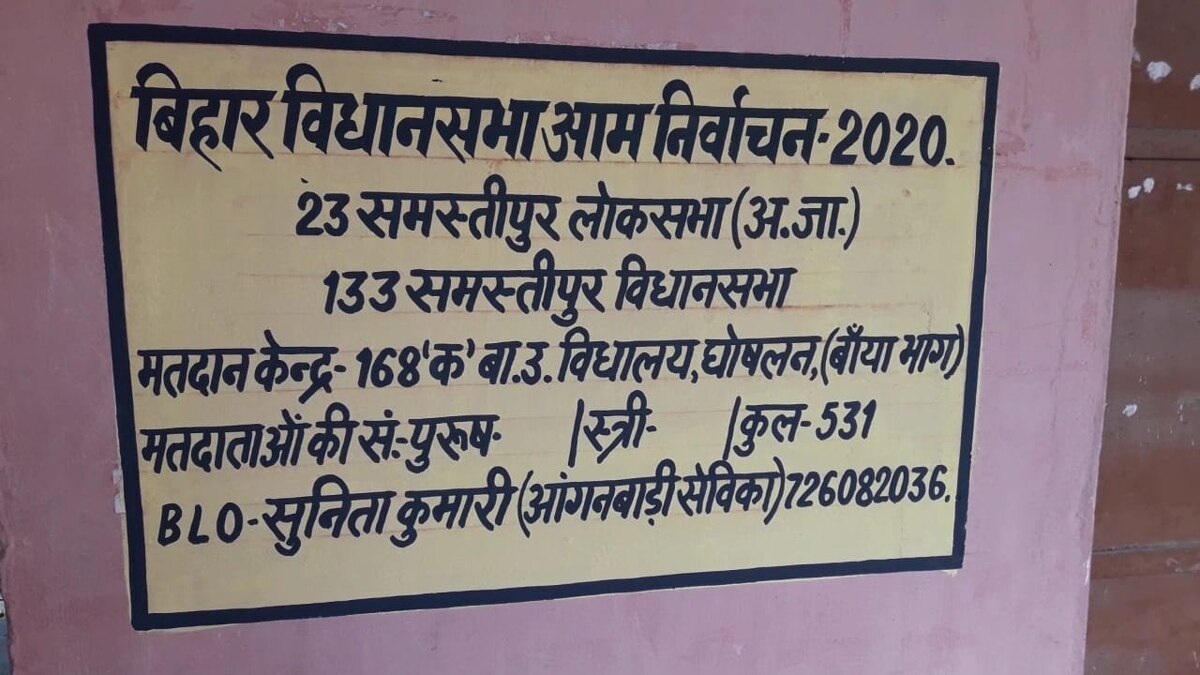 बिहार विधानसभा आम निर्वाचन-2020.
23 समस्तीपुर लोकसभा (अ.जा.)
133 समस्तीपुर विधानसभा
मतदान केन्द्र- 168'क' बा.उ. विधालय, घोषलन, (बाँया भाग)
मतदाताओं की सं:-पुरूष- |स्त्री- |कुल-531
BLO-सुनिता कुमारी (आंगनबाड़ी सेविका) 726082036.